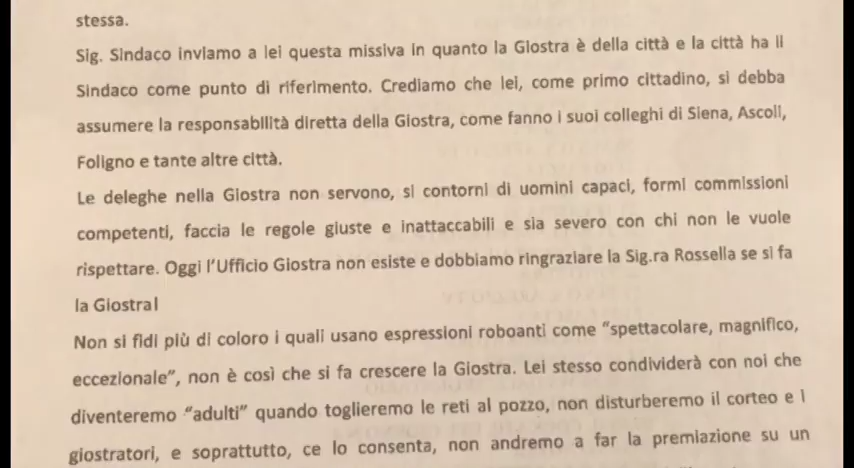 stessa.
Sig. Sindaco inviamo a lei questa missiva in quanto la Giostra è della città e la città ha il
Sindaco come punto di riferimento. Crediamo che lei, come primo cittadino, si debba
assumere la responsabilità diretta della Giostra, come fanno i suoi colleghi di Siena, Ascoli,
Foligno e tante altre città.
Le deleghe nella Giostra non servono, si contorni di uomini capaci, formi commissioni
competenti, faccia le regole giuste e inattaccabili e sia severo con chi non le vuole
rispettare. Oggi l'Ufficio Giostra non esiste e dobbiamo ringraziare la Sig.ra Rossella se si fa
la Giostra!
Non si fidi più di coloro i quali usano espressioni roboanti come "spettacolare, magnifico,
eccezionale", non è così che si fa crescere la Giostra. Lei stesso condividerà con noi che
diventeremo "adulti" quando toglieremo le reti al pozzo, non disturberemo il corteo e i
giostratori, e soprattutto, ce lo consenta, non andremo a far la premiazione su un